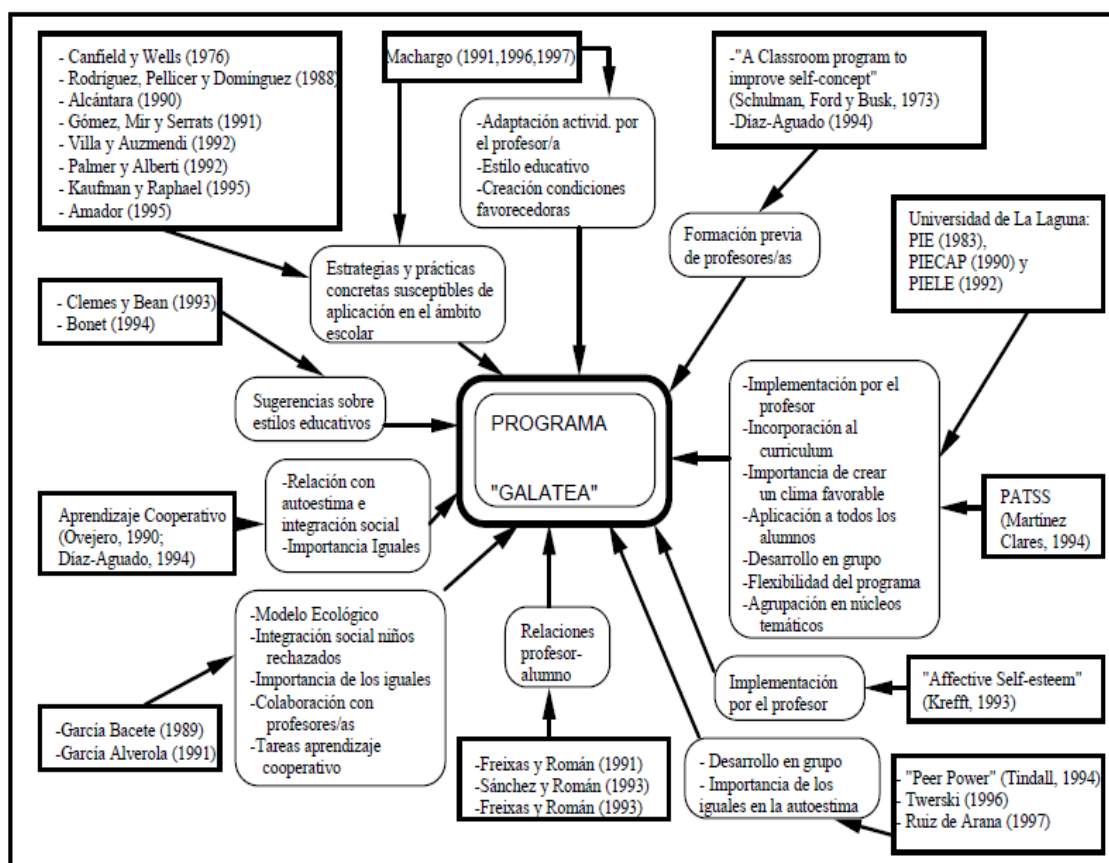 - Canfield y Wells (1976)
- Rodríguez, Pellicer y Domínguez (1988)
- Alcántara (1990)
- Gómez, Mir y Serrats (1991)
- Villa y Auzmendi (1992)
- Palmer y Alberti (1992)
- Kaufman y Raphael (1995)
- Amador (1995)
Machargo (1991,1996,1997)
-"A Classroom program to
improve self-concept"
(Schulman, Ford y Busk, 1973)
-Díaz-Aguado (1994)
-Adaptación activid. por
el profesor/a
- Estilo educativo
- Creación condiciones
favorecedoras
Universidad de La Laguna:
PIE (1983),
PIECAP (1990) y
PIELE (1992)
Formación previa
de profesores/as
Estrategias y prácticas
concretas susceptibles de
aplicación en el ámbito
escolar
- Clemes y Bean (1993)
- Bonet (1994)
Sugerencias sobre
estilos educativos
PROGRAMA
"GALATEA"
-Implementación por el
profesor
-Incorporación al
curriculum
-Importancia de crear
un clima favorable
-Aplicación a todos los
alumnos
-Desarrollo en grupo
-Flexibilidad del programa
-Agrupación en núcleos
temáticos
-Relación con
autoestima e
integración social
-Importancia Iguales
Aprendizaje Cooperativo
(Ovejero, 1990;
Díaz-Aguado, 1994)
PATSS
(Martínez
Clares, 1994)
-Modelo Ecológico
-Integración social niños
rechazados
-Importancia de los iguales
-Colaboración con
profesores/as
-Tareas aprendizaje
cooperativo
Relaciones
profesor-
alumno
Implementación
por el profesor
"Affective Self-esteem"
(Krefft, 1993)
-García Bacete (1989)
-García Alverola (1991)
-Freixas y Román (1991)
-Sánchez y Román (1993)
-Freixas y Román (1993)
- Desarrollo en grupo
- Importancia de los
iguales en la autoestima
- "Peer Power" (Tindall, 1994)
- Twerski (1996)
- Ruiz de Arana (1997)